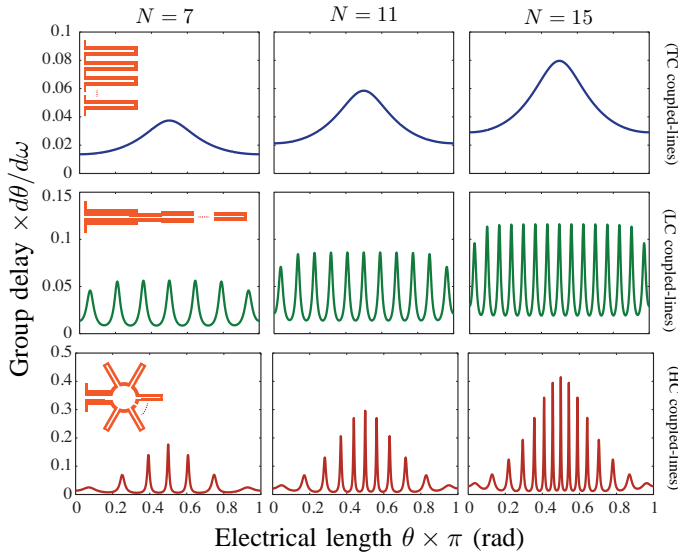 N = 7
N = 11
N = 15
Group delay ×dθ/dω
0.1
0.08
0.06
0.04
0.02
0
(TC coupled-lines)
0.15
0.1
0.05
0
(LC coupled-lines)
0.5
0.4
0.3
0.2
0.1
0
(HC coupled-lines)
0 0.2 0.4 0.6 0.8 1
0 0.2 0.4 0.6 0.8 1
0 0.2 0.4 0.6 0.8 1
Electrical length θ × π (rad)